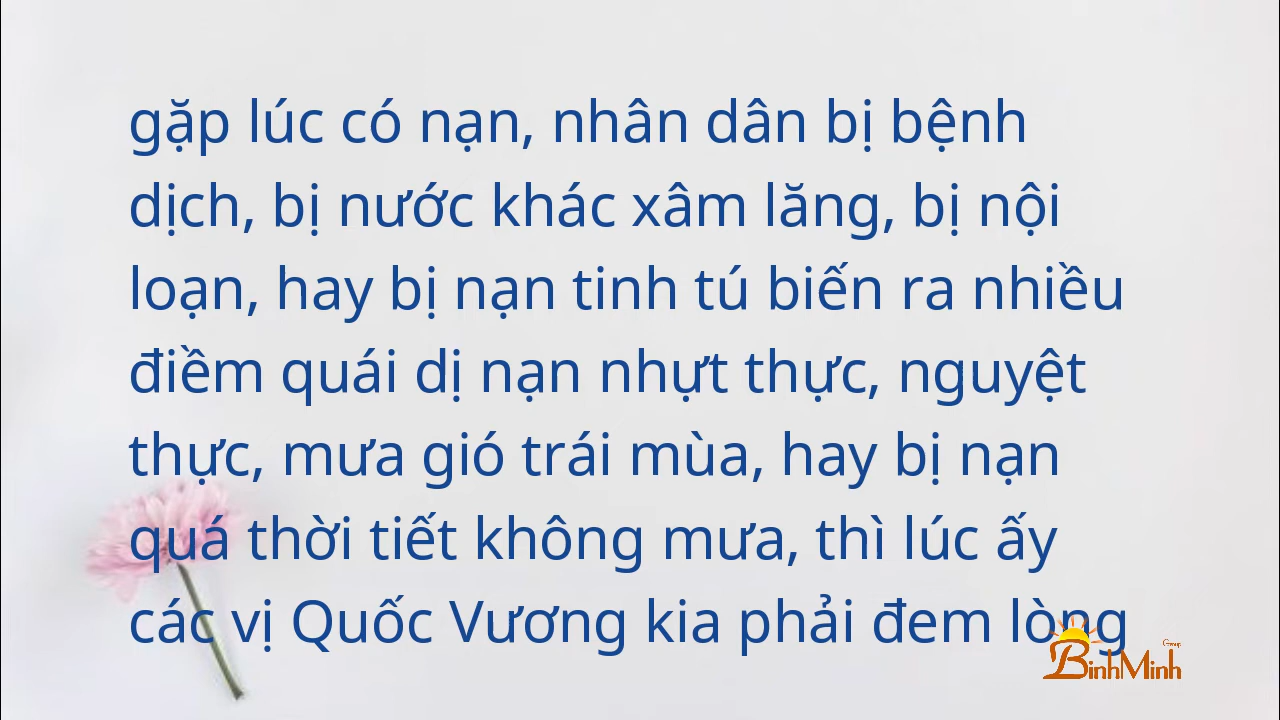 gặp lúc có nạn, nhân dân bị bệnh
dịch, bị nước khác xâm lăng, bị nội
loạn, hay bị nạn tinh tú biến ra nhiều
điềm quái dị nạn nhựt thực, nguyệt
thực, mưa gió trái mùa, hay bị nạn
quá thời tiết không mưa, thì lúc ấy
các vị Quốc Vương kia phải đem lòng
Group
BinhMinh